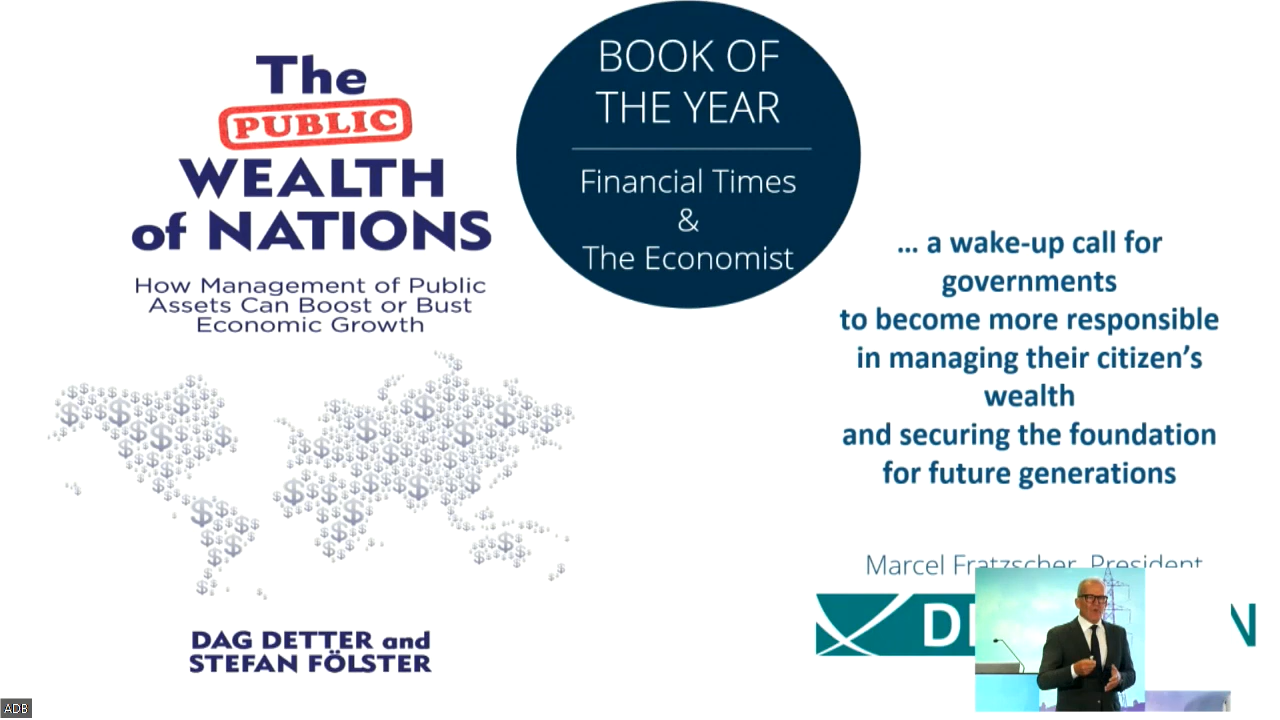 The
PUBLIC
WEALTH
of NATIONS
How Management of Public
Assets Can Boost or Bust
Economic Growth
DAG DETTER and
STEFAN FÖLSTER
BOOK OF
THE YEAR
Financial Times
&
The Economist
... a wake-up call for
governments
to become more responsible
in managing their citizen's
wealth
and securing the foundation
for future generations
Marcel Fratzscher, President
ADB